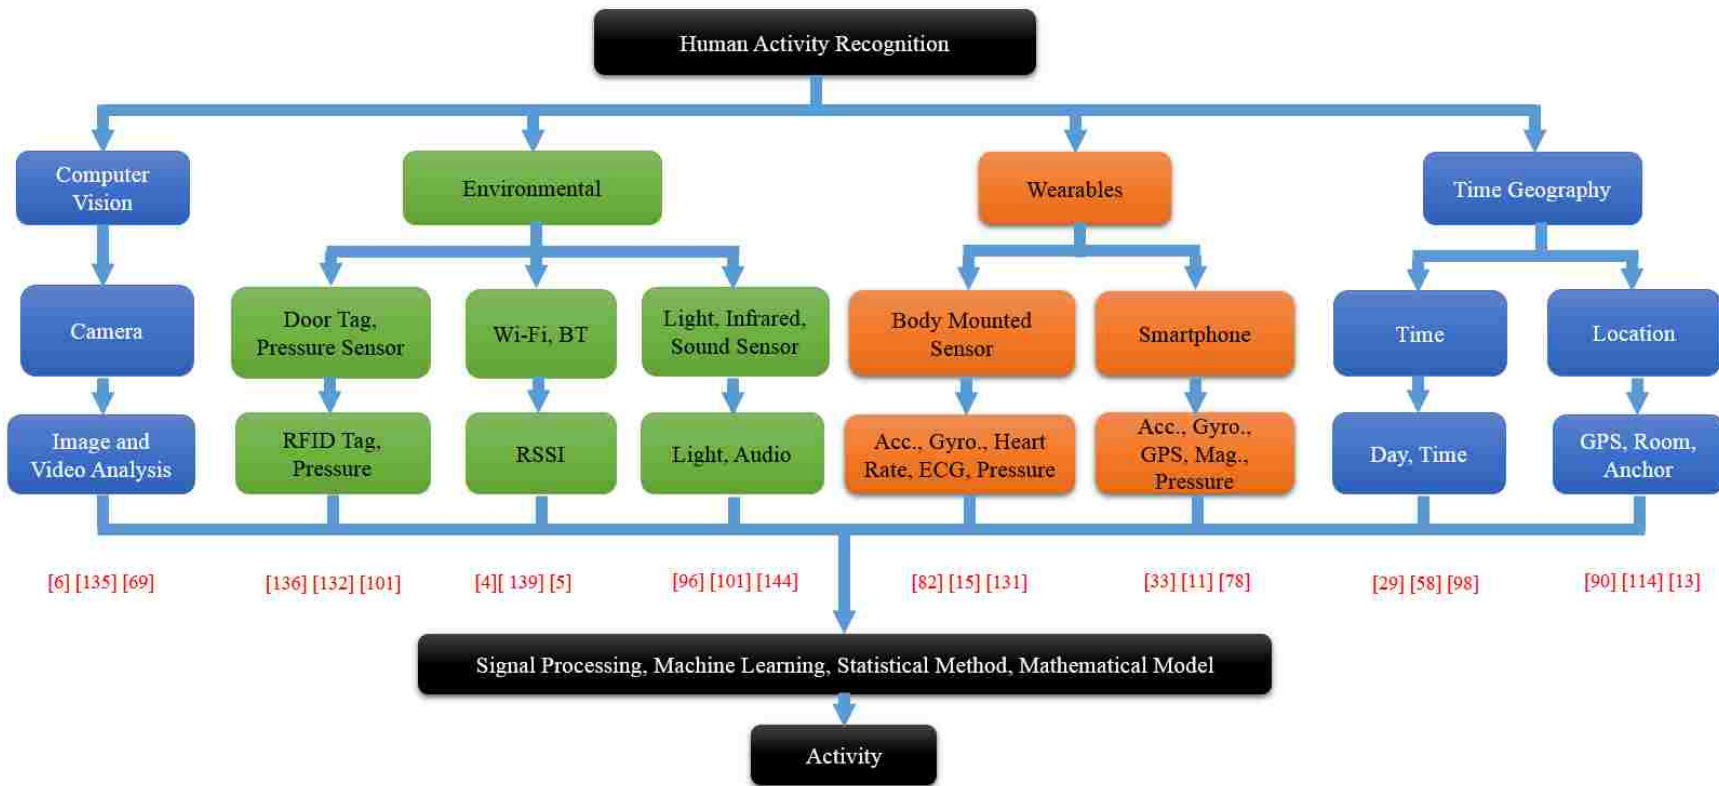 Human Activity Recognition
Computer
Vision
Environmental
Wearables
Time Geography
Camera
Door Tag,
Pressure Sensor
Wi-Fi, BT
Light, Infrared,
Sound Sensor
Body Mounted
Sensor
Smartphone
Time
Location
Image and
Video Analysis
RFID Tag,
Pressure
RSSI
Light, Audio
Acc., Gyro., Heart
Rate, ECG, Pressure
Acc., Gyro.,
GPS, Mag.,
Pressure
Day, Time
GPS, Room,
Anchor
[6] [135] [69]
[136] [132] [101]
[4][ 139] [5]
[96] [101] [144]
[82] [15] [131]
[33] [11] [78]
[29] [58] [98]
[90] [114] [13]
Signal Processing, Machine Learning, Statistical Method, Mathematical Model
Activity